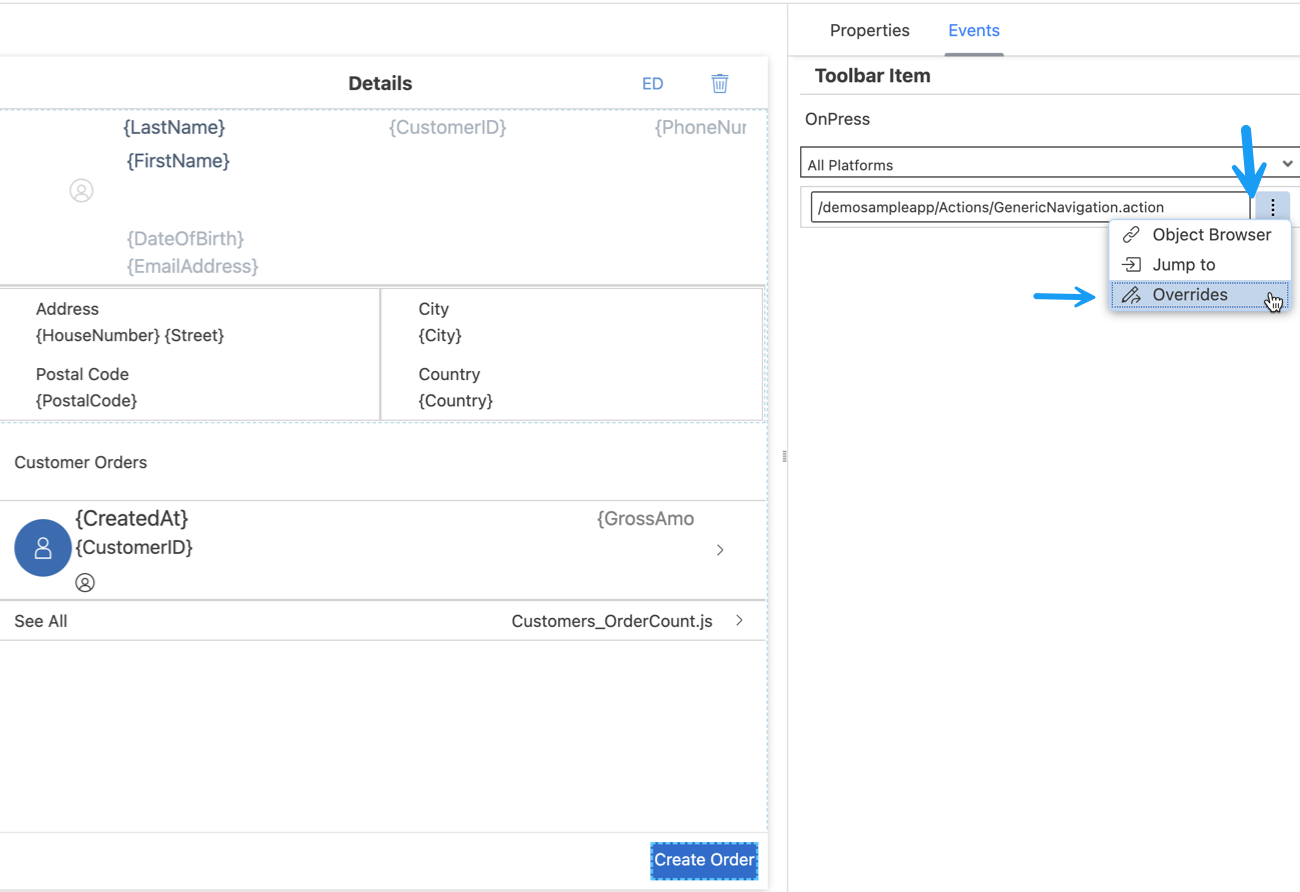 Properties Events
Details ED
Toolbar Item
{LastName} {CustomerID} {PhoneNur
{FirstName}
{DateOfBirth}
{EmailAddress}
Address City
{HouseNumber} {Street} {City}
Postal Code Country
{PostalCode} {Country}
Customer Orders
{CreatedAt} {GrossAmo
{CustomerID}
See All Customers_OrderCount.js
Create Order
OnPress
All Platforms
/demosampleapp/Actions/GenericNavigation.action
Object Browser
Jump to
Overrides